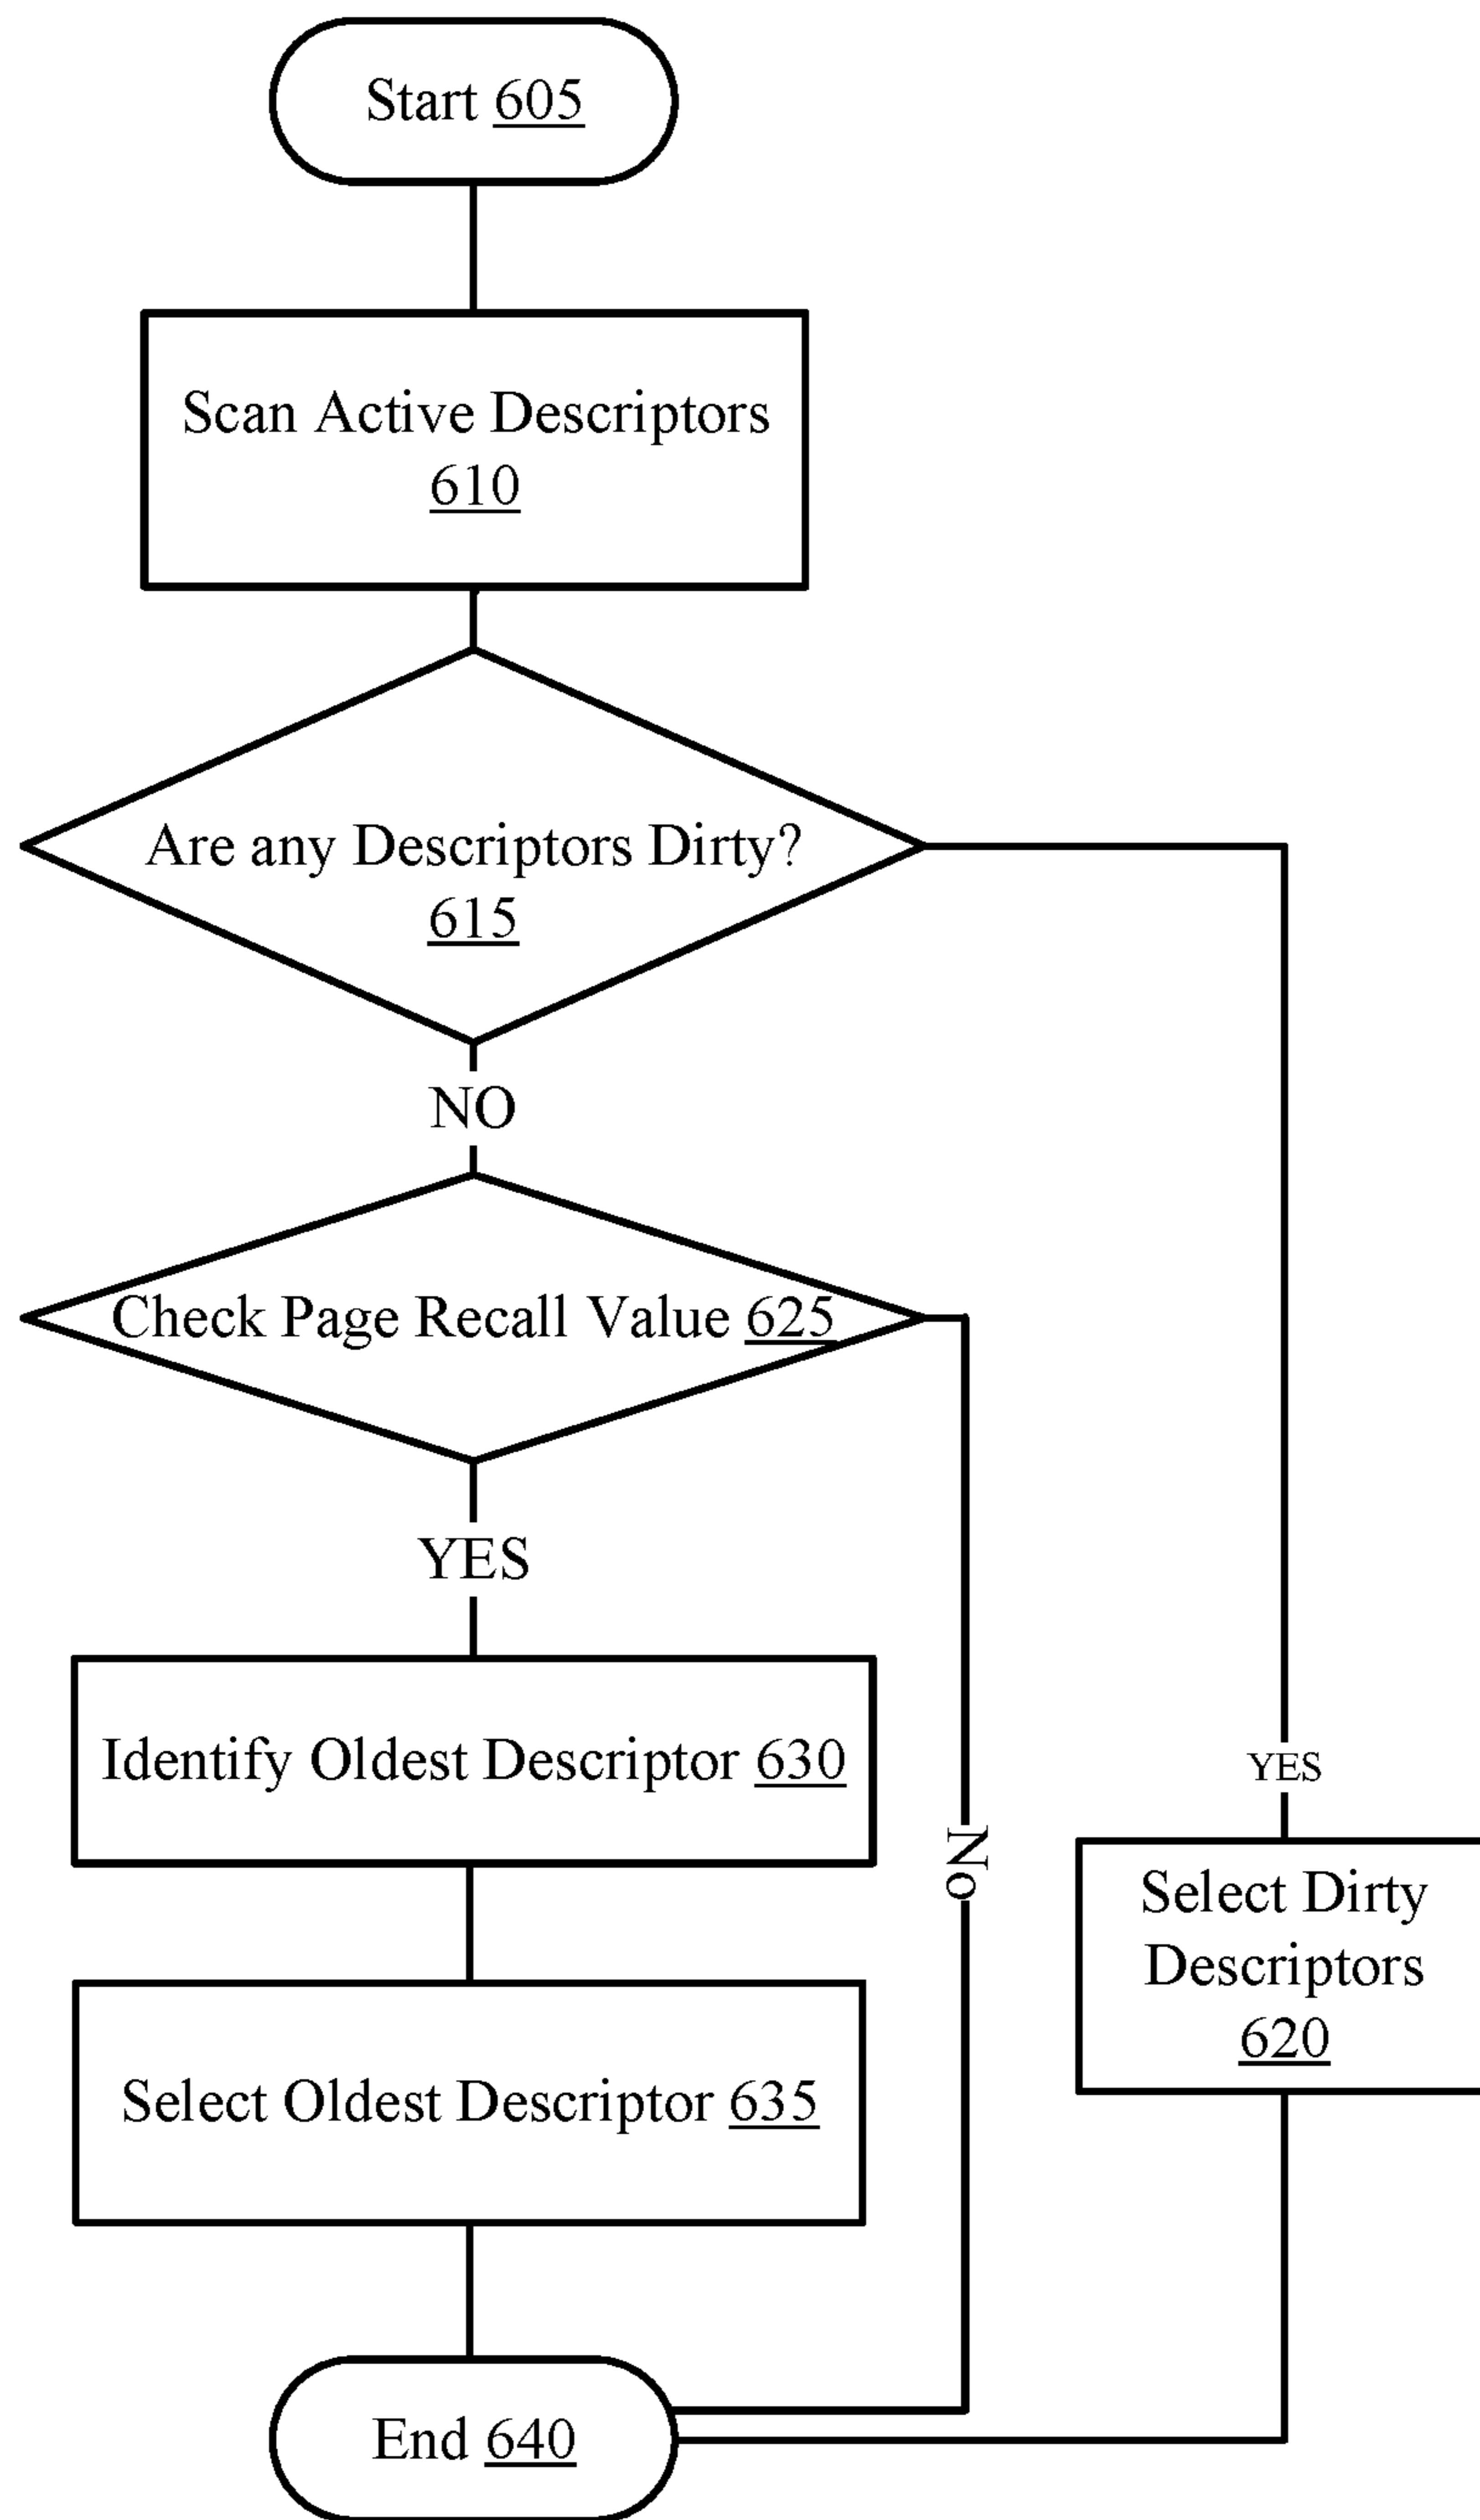 Start 605
Scan Active Descriptors
610
Are any Descriptors Dirty?
615
NO
Check Page Recall Value 625
YES
Identify Oldest Descriptor 630
YES
No
Select Dirty
Descriptors
620
Select Oldest Descriptor 635
End 640